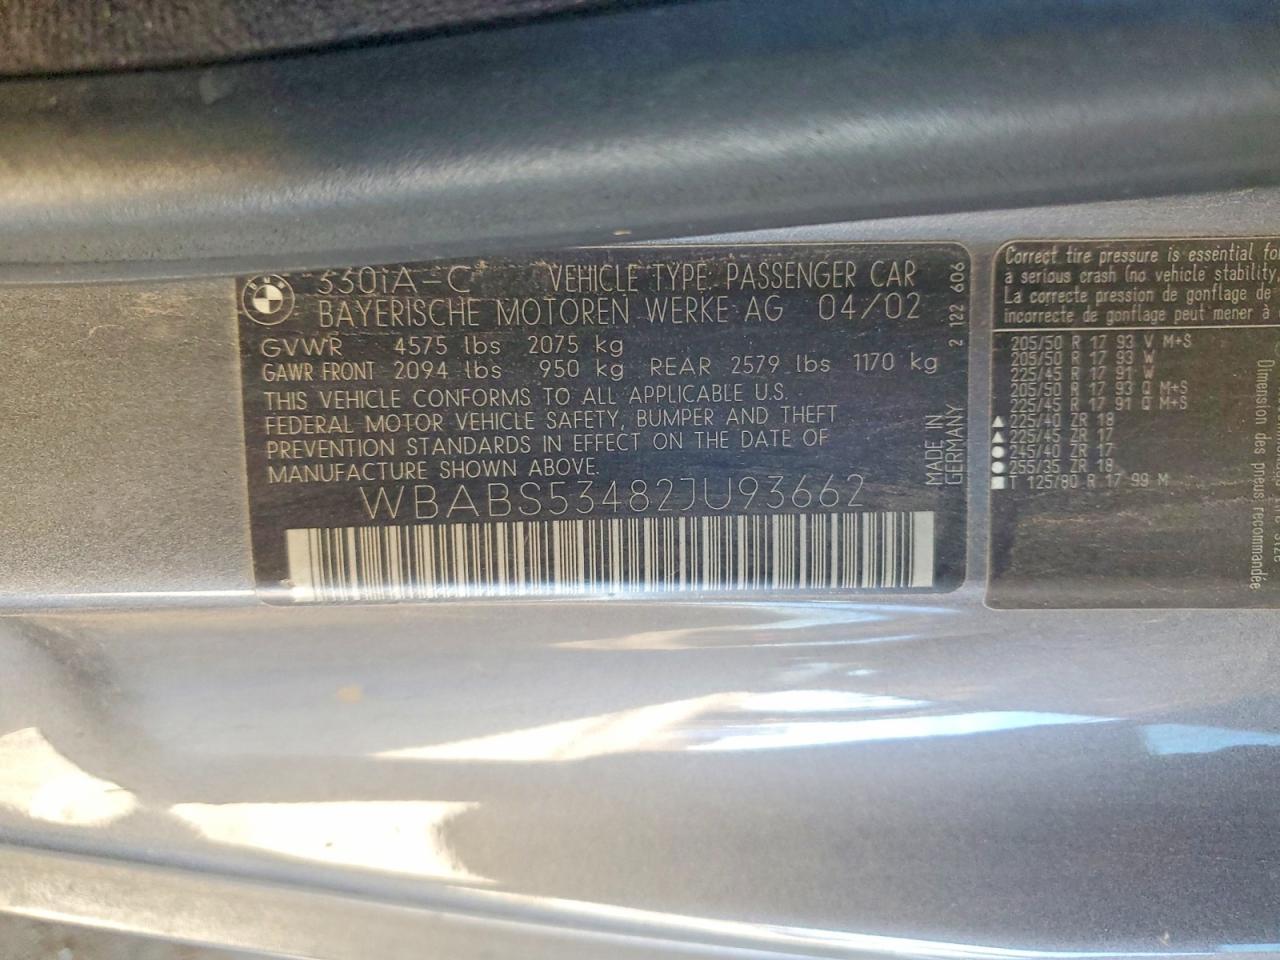 330iA-C VEHICLE TYPE: PASSENGER CAR
BAYERISCHE MOTOREN WERKE AG 04/02
GVWR 4575 lbs 2075 kg
GAWR FRONT 2094 lbs 950 kg REAR 2579 lbs 1170 kg
THIS VEHICLE CONFORMS TO ALL APPLICABLE U.S.
FEDERAL MOTOR VEHICLE SAFETY, BUMPER AND THEFT
PREVENTION STANDARDS IN EFFECT ON THE DATE OF
MANUFACTURE SHOWN ABOVE.
WBABS53482JU93662
MADE IN
GERMANY
2 122 606
Correct tire pressure is essential for
a serious crash (no vehicle stability
La correcte pression de gonflage de
incorrecte de gonflage peut mener à
205/50 R 17 93 V M+S
205/50 R 17 93 W
225/45 R 17 91 W
205/50 R 17 93 Q M+S
225/45 R 17 91 Q M+S
225/40 ZR 18
225/45 ZR 17
245/40 ZR 17
255/35 ZR 18
T 125/80 R 17 99 M
Dimension des pneus recommandée